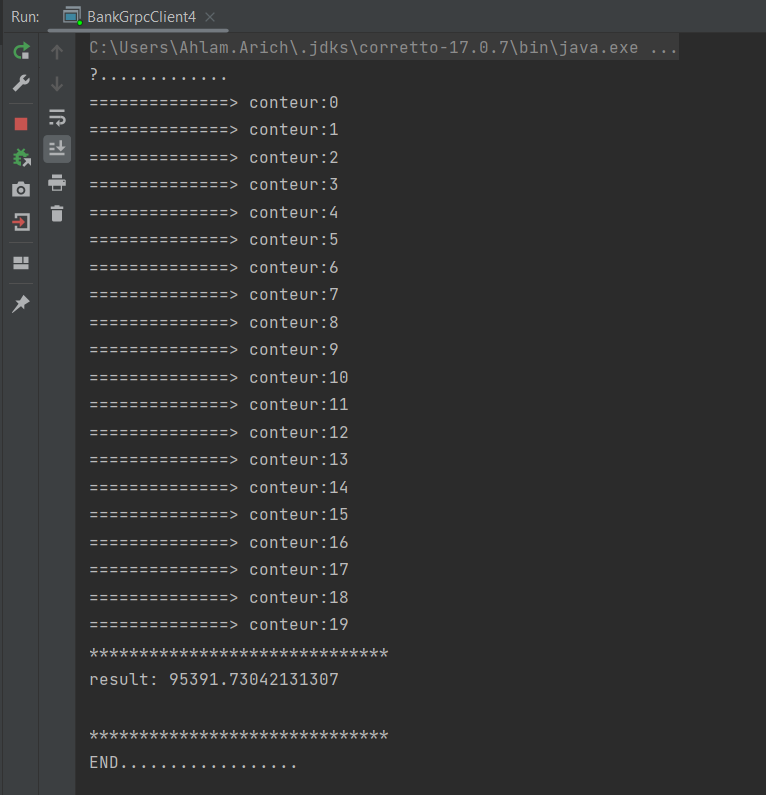 Run: BankGrpcClient4
C:\Users\Ahlam.Arich\.jdks\corretto-17.0.7\bin\java.exe ...
?.............
==============> conteur:0
==============> conteur:1
==============> conteur:2
==============> conteur:3
==============> conteur:4
==============> conteur:5
==============> conteur:6
==============> conteur:7
==============> conteur:8
==============> conteur:9
==============> conteur:10
==============> conteur:11
==============> conteur:12
==============> conteur:13
==============> conteur:14
==============> conteur:15
==============> conteur:16
==============> conteur:17
==============> conteur:18
==============> conteur:19
******************************
result: 95391.73042131307
******************************
END..................